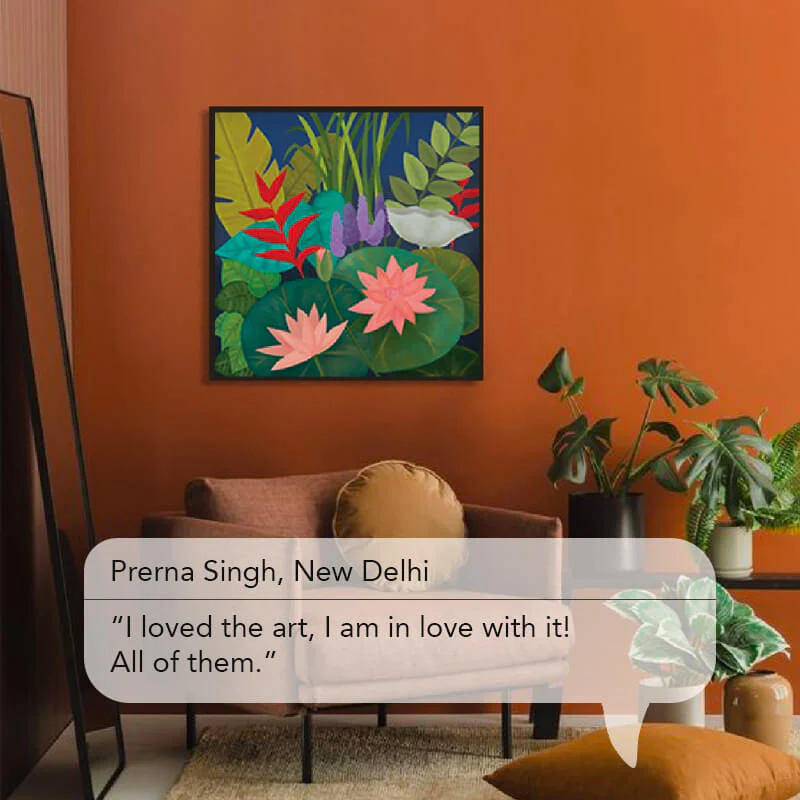 Prerna Singh, New Delhi
“I loved the art, I am in love with it!
All of them.”